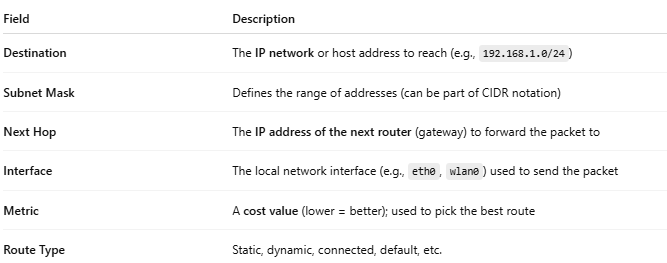 Field Description
Destination The IP network or host address to reach (e.g., 192.168.1.0/24)
Subnet Mask Defines the range of addresses (can be part of CIDR notation)
Next Hop The IP address of the next router (gateway) to forward the packet to
Interface The local network interface (e.g., eth0, wlan0) used to send the packet
Metric A cost value (lower = better); used to pick the best route
Route Type Static, dynamic, connected, default, etc.